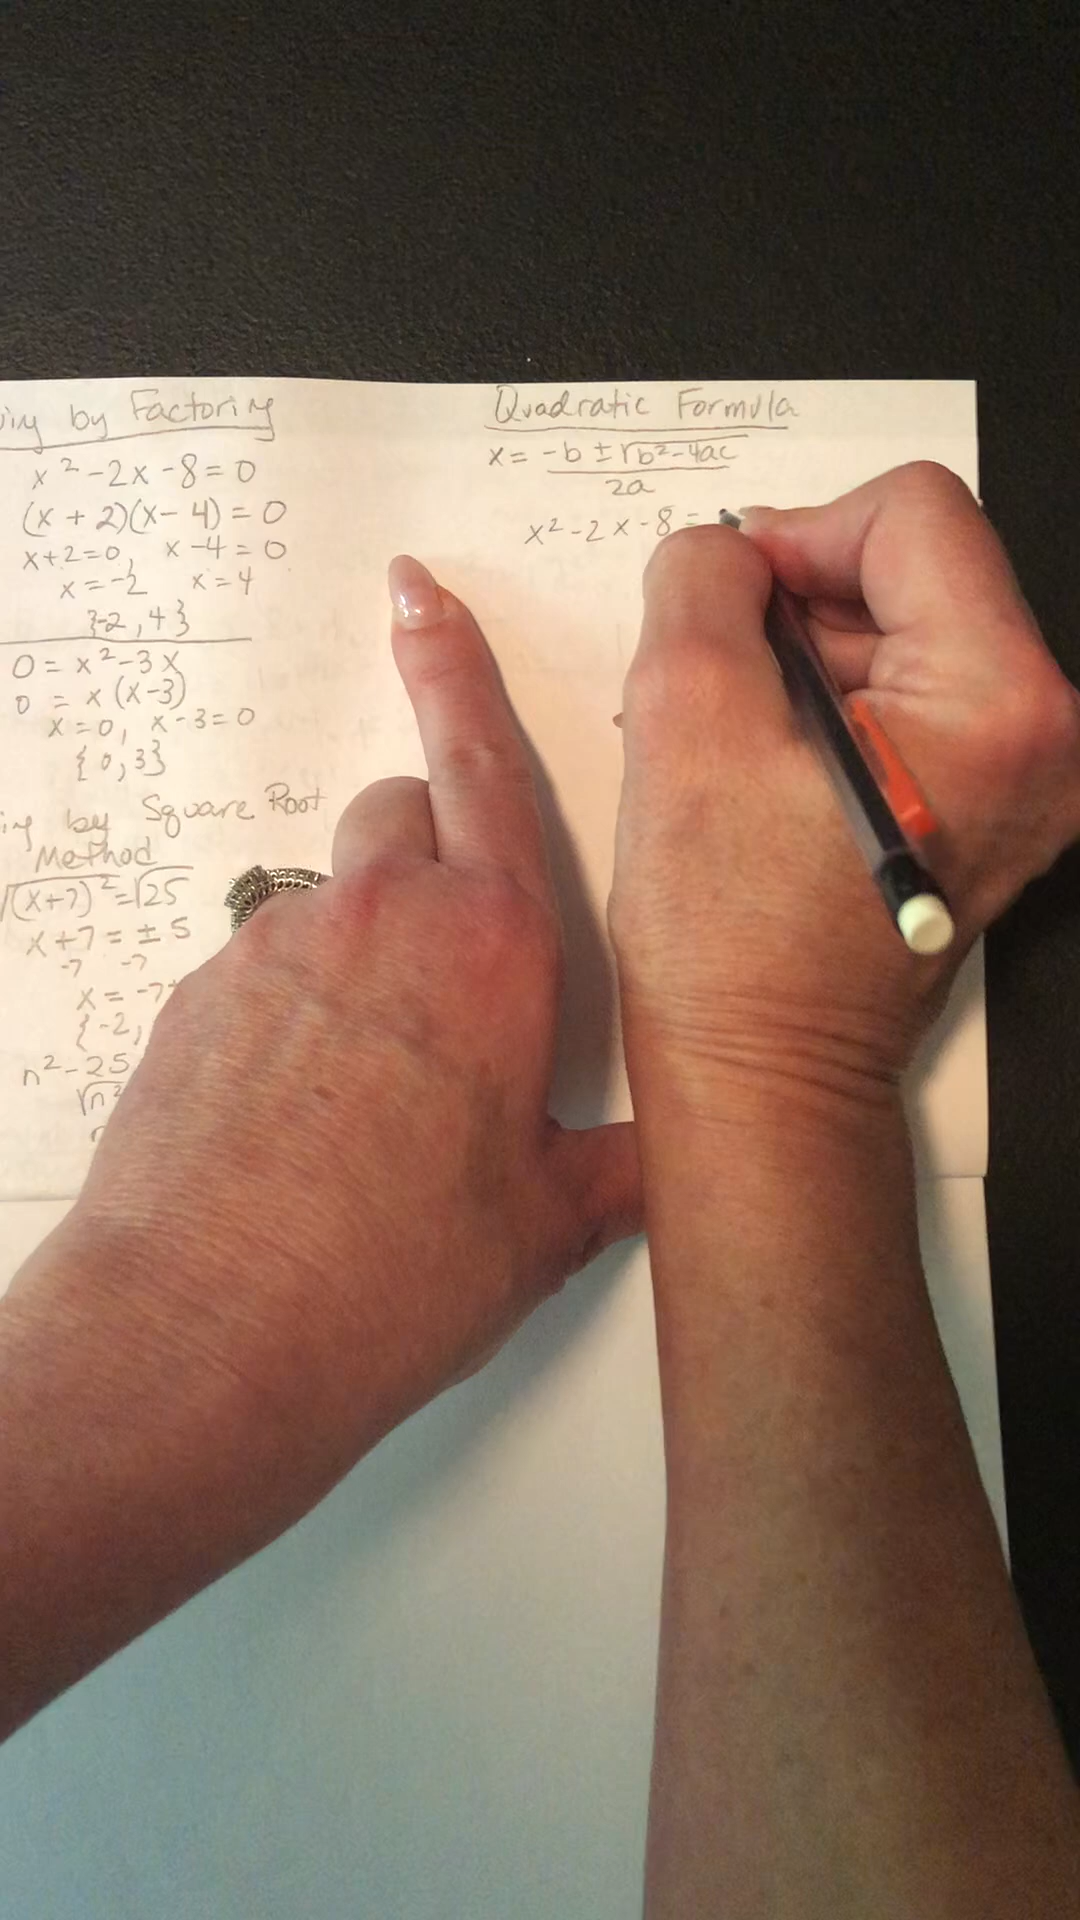 by Factoring
x² -2x -8 = 0
(x + 2)(x - 4) = 0
x+2=0, x -4 = 0
x = -2 x = 4
{-2, 4}
0 = x² -3x
0 = x (x-3)
x = 0, x -3 = 0
{0, 3}
by Square Root
Method
√(x+7)² = √25
x +7 = ± 5
-7 -7
x = -7
{-2,
n² - 25
√n²
Quadratic Formula
x = -b ± √b² - 4ac
2a
x² -2x -8 =